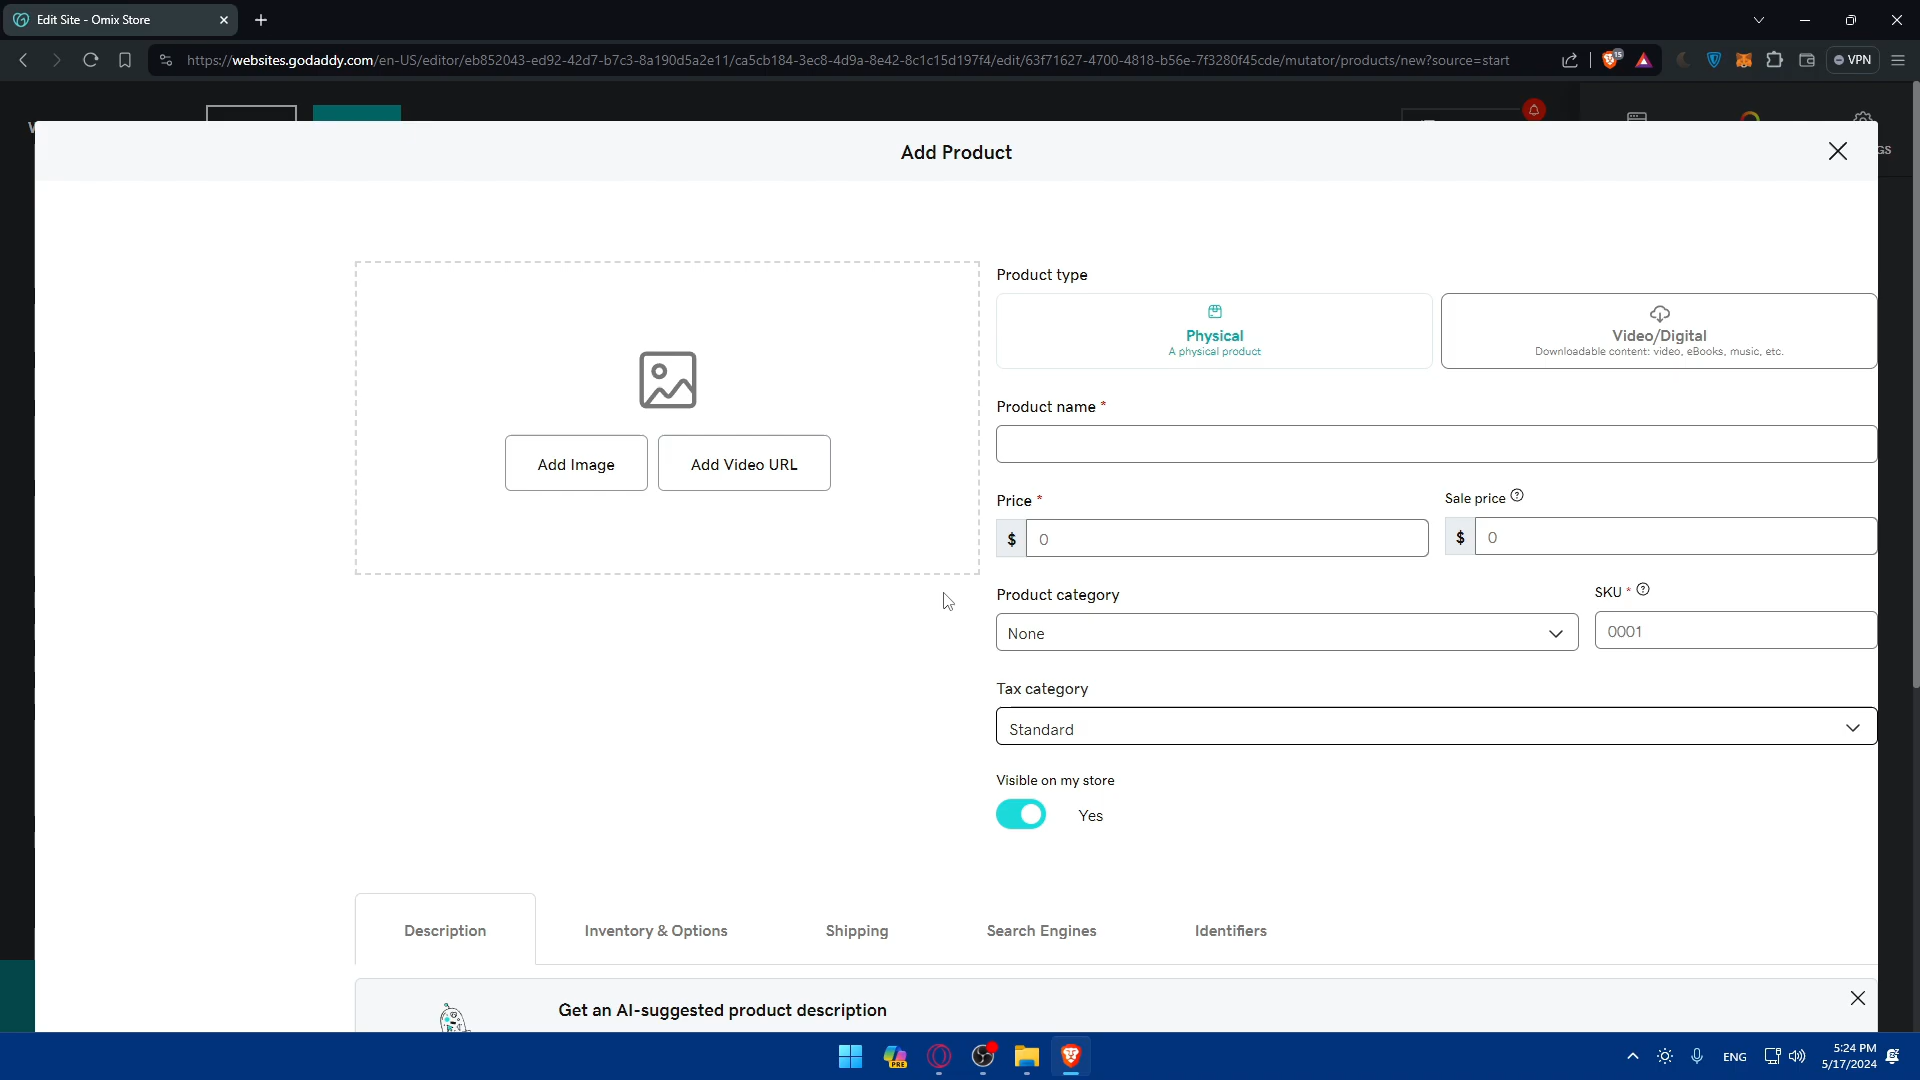 Edit Site - Omix Store
https://websites.godaddy.com/en-US/editor/eb852043-ed92-42d7-b7c3-8a190d5a2e11/ca5cb184-3ec8-4d9a-8e42-8c1c15d197f4/edit/63f71627-4700-4818-b56e-7f3280f45cde/mutator/products/new?source=start
15
VPN
Add Product
GS
Product type
Physical
A physical product
Video/Digital
Downloadable content: video, eBooks, music, etc.
Product name *
Add Image
Add Video URL
Price *
Sale price
$ 0
$ 0
Product category
SKU *
None
0001
Tax category
Standard
Visible on my store
Yes
Description
Inventory & Options
Shipping
Search Engines
Identifiers
Get an AI-suggested product description
PRE
ENG
5:24 PM
5/17/2024